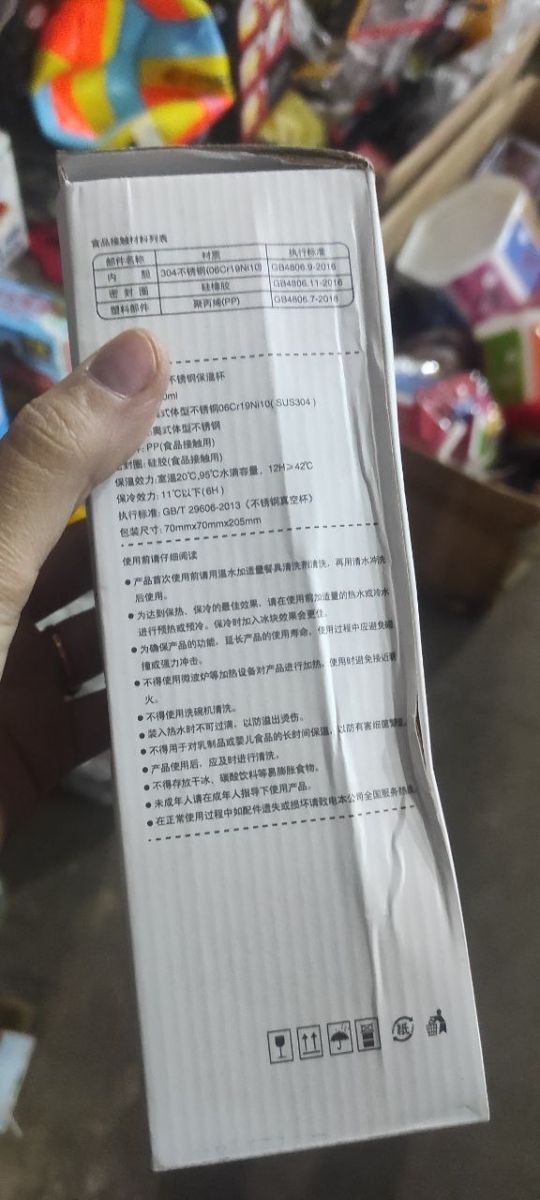 食品接触材料列表
部件名称 材质 执行标准
内胆 304不锈钢(06Cr19Ni10) GB4806.9-2016
密封圈 硅橡胶 GB4806.11-2016
塑料部件 聚丙烯(PP) GB4806.7-2016
不锈钢保温杯
0ml
式体型不锈钢06Cr19Ni10(SUS304)
奥式体型不锈钢
PP(食品接触用)
密封圈: 硅胶(食品接触用)
保温效力: 室温20℃,95℃水滴容量, 12H≥42℃
保冷效力: 11℃以下(6H)
执行标准: GB/T 29606-2013《不锈钢真空杯》
包装尺寸: 70mmx70mmx205mm
使用前请仔细阅读
●产品首次使用前请用温水加适量餐具清洗剂清洗, 再用清水冲洗
后使用。
●为达到保热、保冷的最佳效果, 请在使用前加适量的热水或冷水
进行预热或预冷。保冷时加入冰块效果会更佳。
●为确保产品的功能, 延长产品的使用寿命, 使用过程中应避免碰
撞或强力冲击。
●不得使用微波炉等加热设备对产品进行加热, 使用时避免接近
火。
●不得使用洗碗机清洗。
●装入热水时不可过满, 以防溢出烫伤。
●不得用于对乳制品或婴儿食品的长时间保温, 以防有害细菌
●产品使用后, 应及时进行清洗。
●不得存放干冰、碳酸饮料等易膨胀食物。
●未成年人请在成年人指导下使用产品。
●在正常使用过程中如配件遗失或损坏请致电本公司全国服务热线
紙